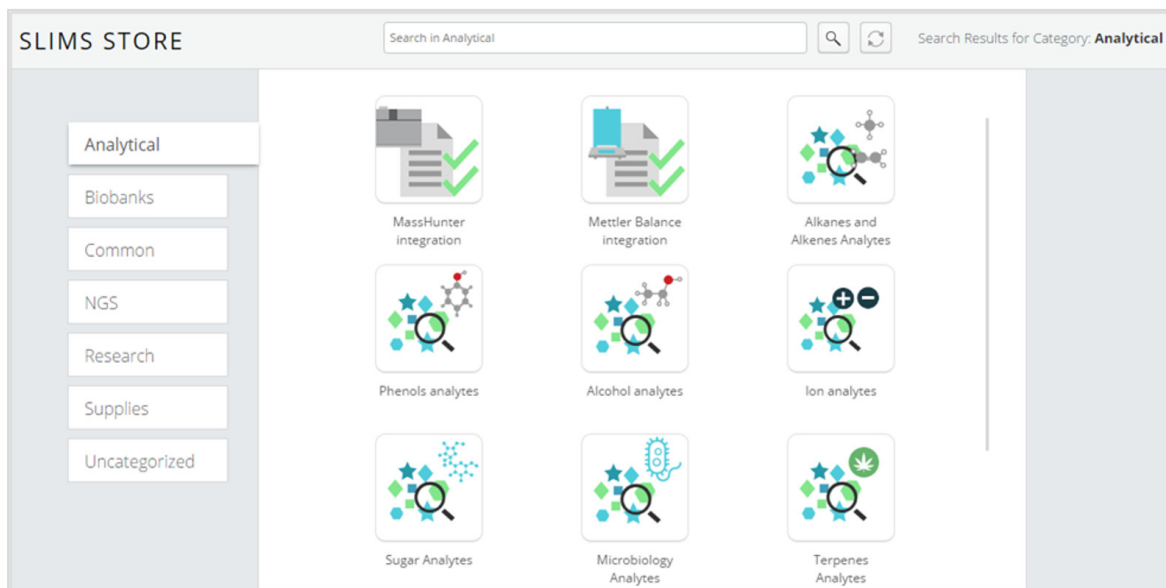 SLIMS STORE
Search in Analytical
Search Results for Category: Analytical
Analytical
Biobanks
Common
NGS
Research
Supplies
Uncategorized
MassHunter
integration
Mettler Balance
integration
Alkanes and
Alkenes Analytes
Phenols analytes
Alcohol analytes
Ion analytes
Sugar Analytes
Microbiology
Analytes
Terpenes
Analytes